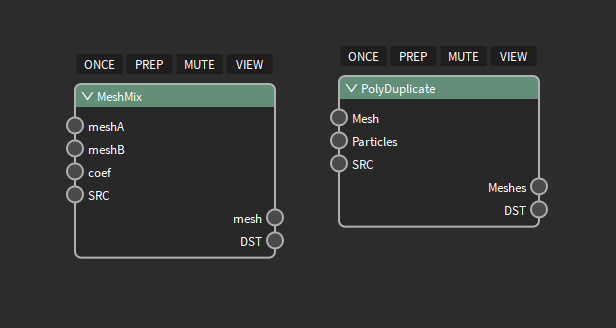 ONCE PREP MUTE VIEW
MeshMix
meshA
meshB
coef
SRC
mesh
DST
ONCE PREP MUTE VIEW
PolyDuplicate
Mesh
Particles
SRC
Meshes
DST